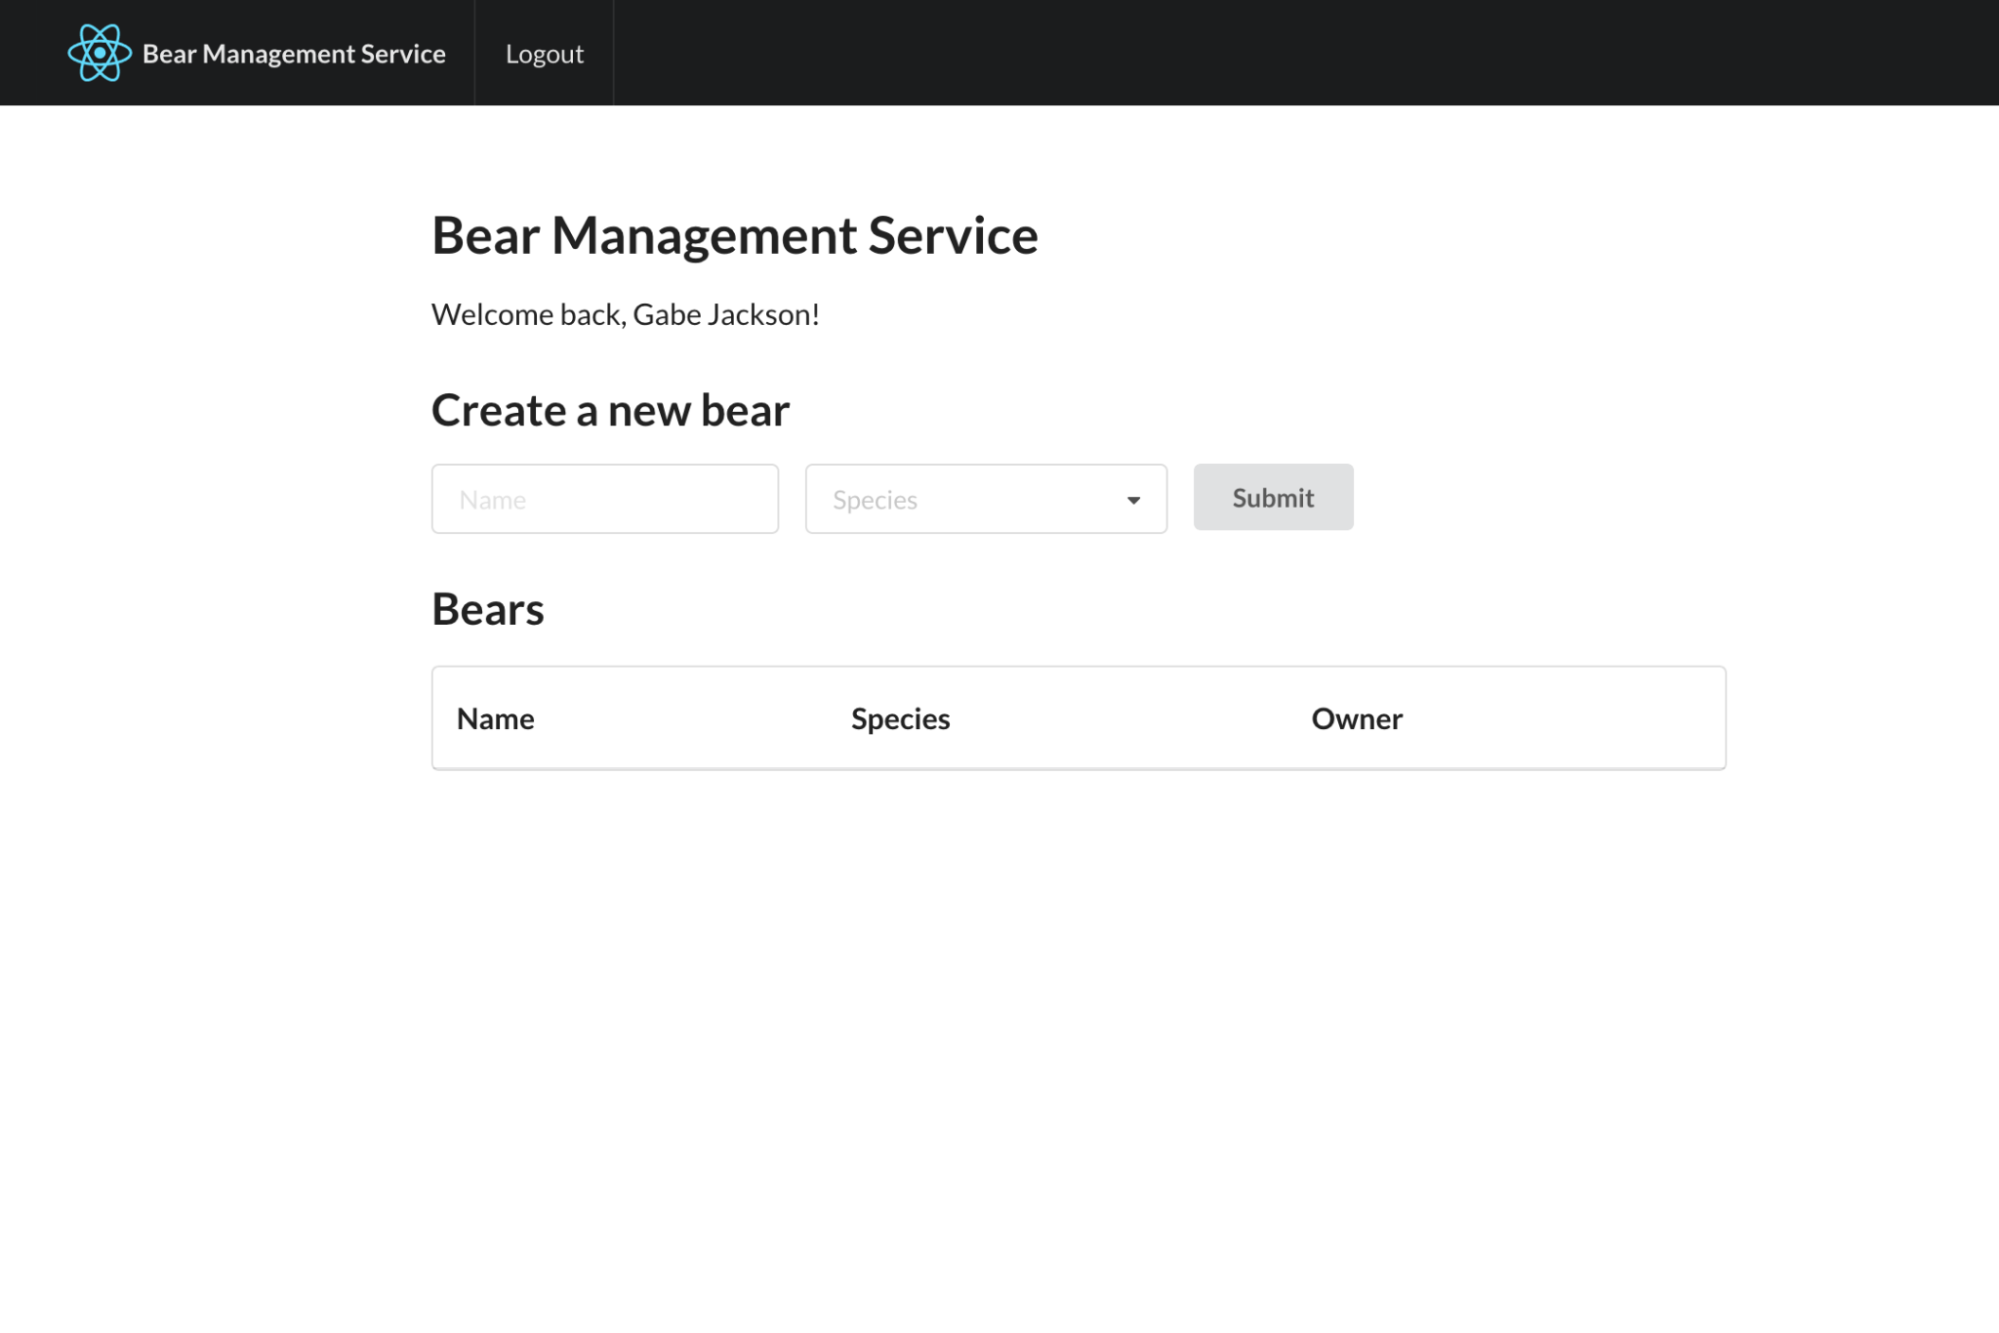 Bear Management Service Logout
Bear Management Service
Welcome back, Gabe Jackson!
Create a new bear
Name Species Submit
Bears
Name Species Owner